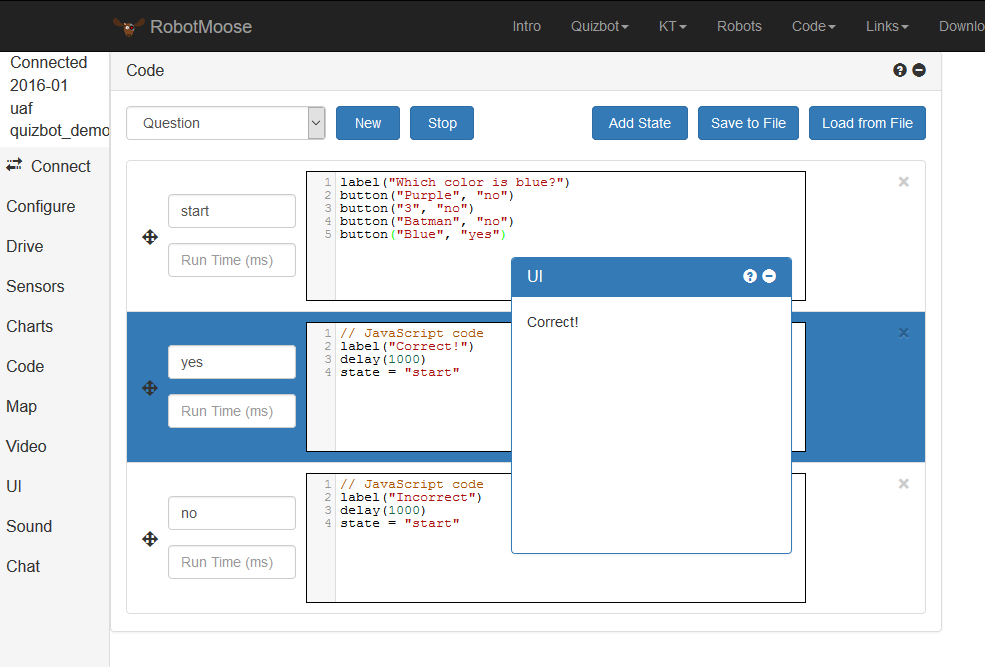 RobotMoose
Intro Quizbot KT Robots Code Links Downlo
Connected
2016-01
uaf
quizbot_demo
Connect
Configure
Drive
Sensors
Charts
Code
Map
Video
UI
Sound
Chat
Code
Question New Stop Add State Save to File Load from File
start
Run Time (ms)
1 label("Which color is blue?")
2 button("Purple", "no")
3 button("3", "no")
4 button("Batman", "no")
5 button("Blue", "yes")
×
yes
Run Time (ms)
1 // JavaScript code
2 label("Correct!")
3 delay(1000)
4 state = "start"
×
no
Run Time (ms)
1 // JavaScript code
2 label("Incorrect")
3 delay(1000)
4 state = "start"
×
UI
Correct!